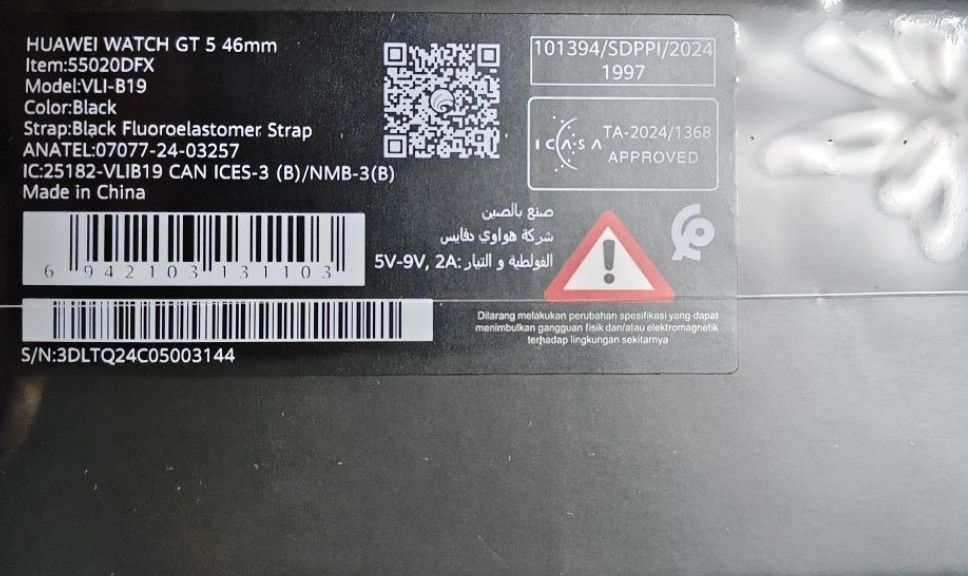 HUAWEI WATCH GT 5 46mm
Item:55020DFX
Model:VLI-B19
Color:Black
Strap:Black Fluoroelastomer Strap
ANATEL:07077-24-03257
IC:25182-VLIB19 CAN ICES-3 (B)/NMB-3(B)
Made in China
101394/SDPPI/2024
1997
ICASA
TA-2024/1368
APPROVED
صنع بالصين
شركة هواوي دفايس
الفولطية و التيار: 5V-9V, 2A
6 942103 131103
S/N:3DLTQ24C05003144
Dilarang melakukan perubahan spesifikasi yang dapat
menimbulkan gangguan fisik dan/atau elektromagnetik
terhadap lingkungan sekitarnya